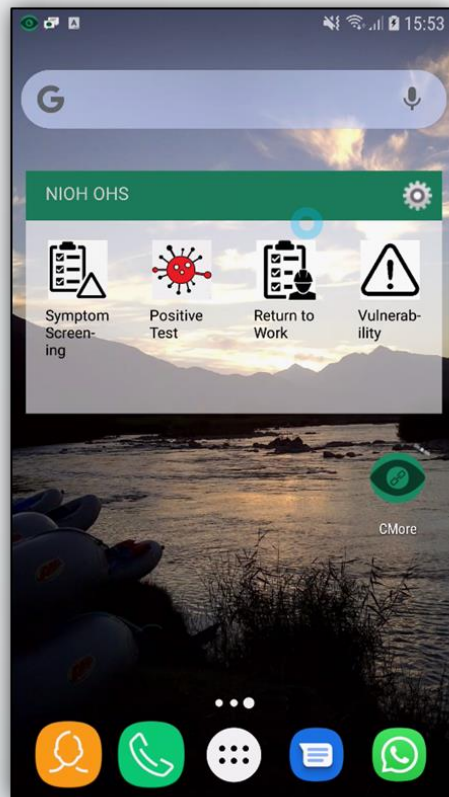 15:53
G
NIOH OHS
Symptom
Screen-
ing
Positive
Test
Return to
Work
Vulnerab-
ility
CMore